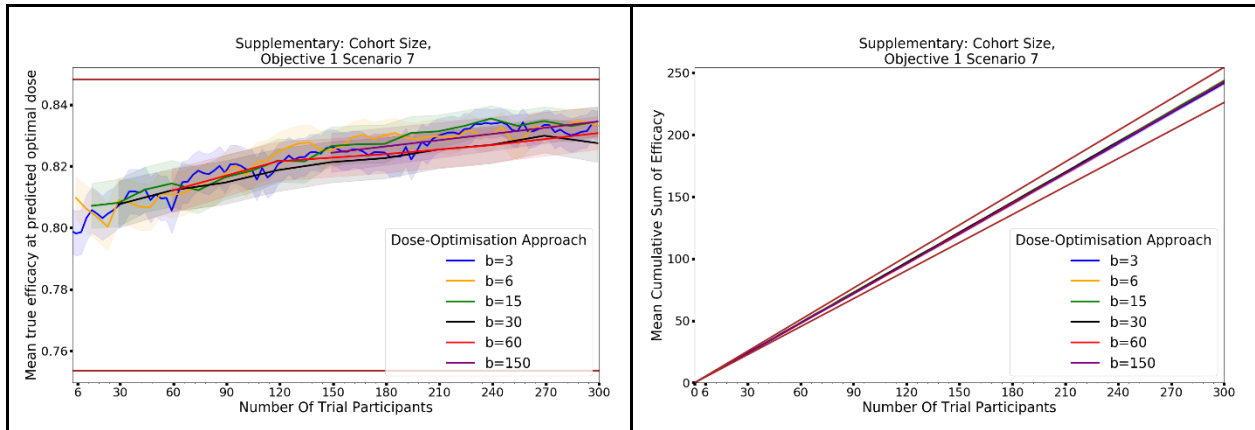 Supplementary: Cohort Size,
Objective 1 Scenario 7
Mean true efficacy at predicted optimal dose
0.84
0.82
0.80
0.78
0.76
Dose-Optimisation Approach
b=3
b=6
b=15
b=30
b=60
b=150
6 30 60 90 120 150 180 210 240 270 300
Number Of Trial Participants
Supplementary: Cohort Size,
Objective 1 Scenario 7
Mean Cumulative Sum of Efficacy
250
200
150
100
50
0
Dose-Optimisation Approach
b=3
b=6
b=15
b=30
b=60
b=150
0 6 30 60 90 120 150 180 210 240 270 300
Number Of Trial Participants